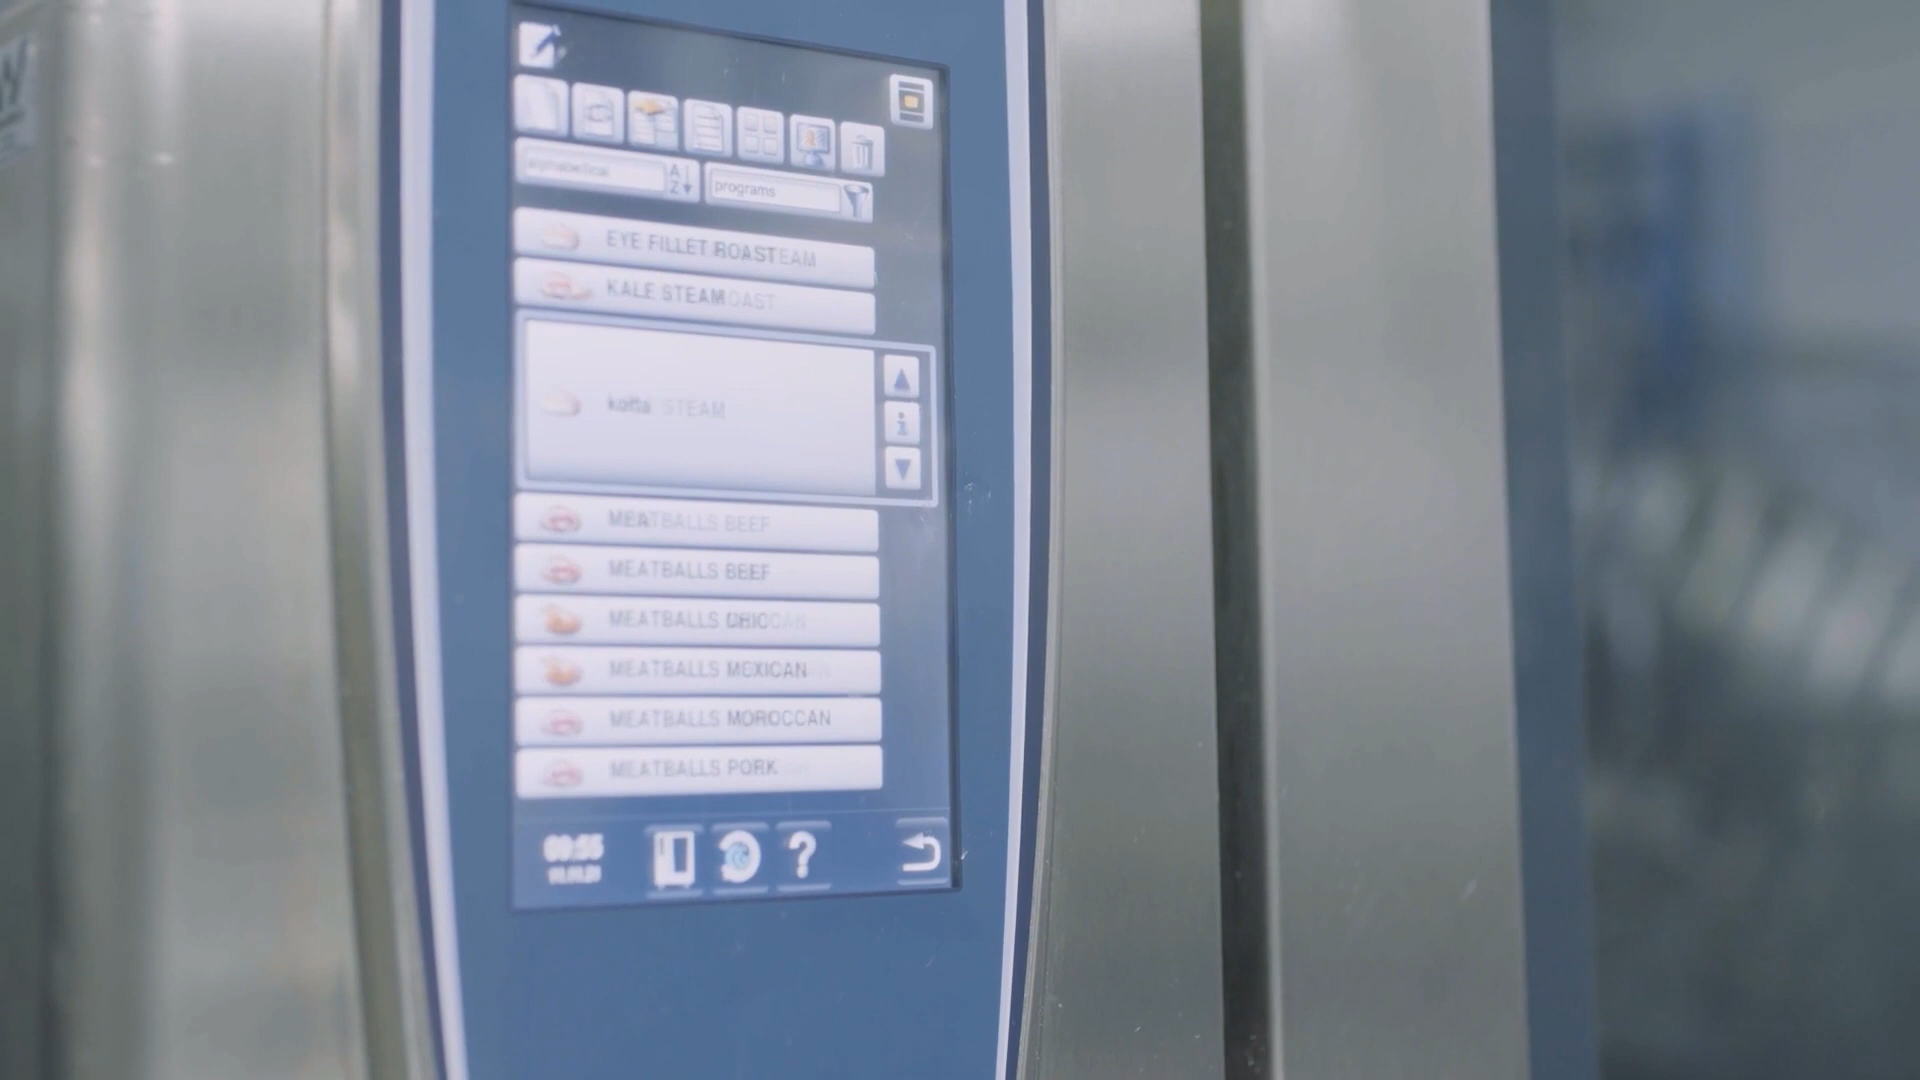 alphabetical
A
Z
programs
EYE FILLET ROAST
KALE STEAM
kofta
MEATBALLS BEEF
MEATBALLS BEEF
MEATBALLS
MEATBALLS MEXICAN
MEATBALLS MOROCCAN
MEATBALLS PORK
?